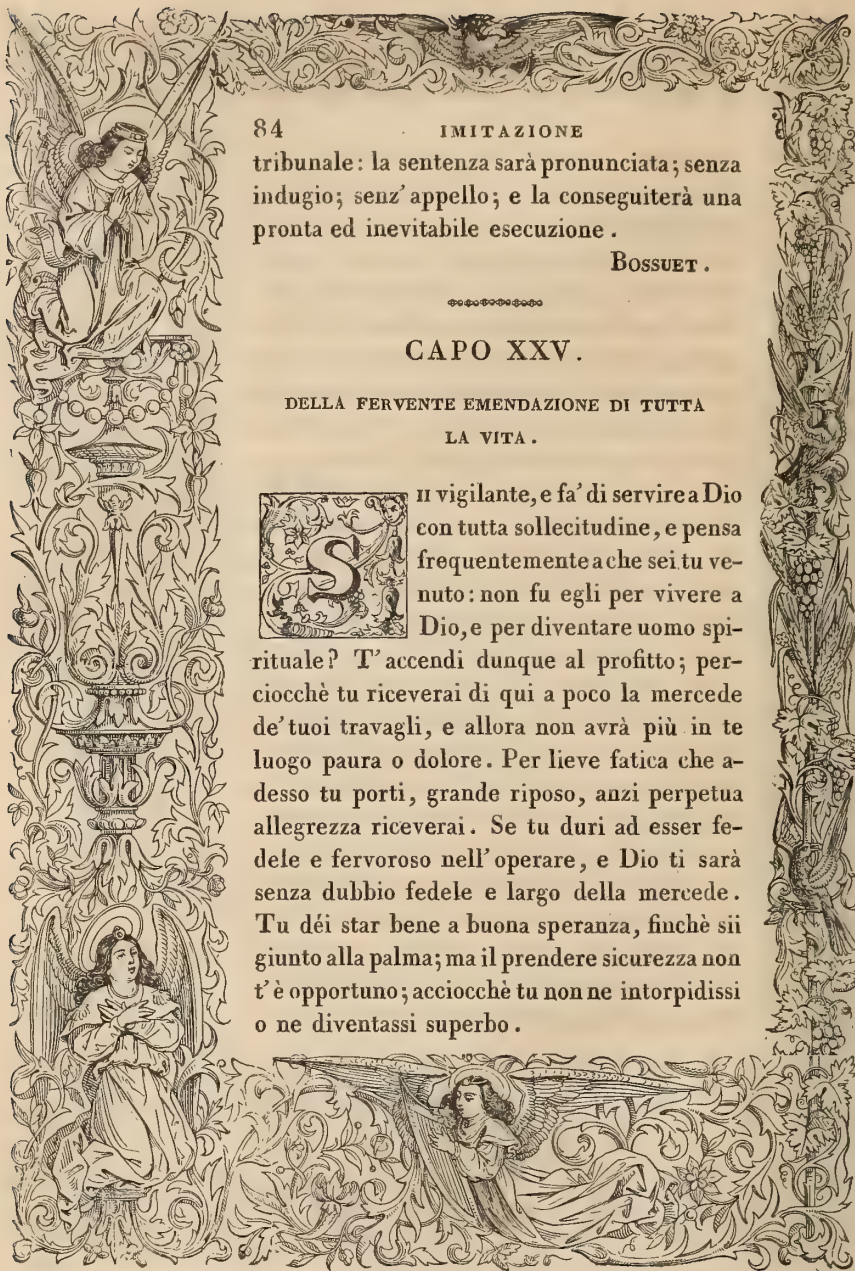 84 IMITAZIONE
tribunale: la sentenza sarà pronunciata; senza
indugio; senz' appello; e la conseguiterà una
pronta ed inevitabile esecuzione.
BOSSUET.
CAPO XXV.
DELLA FERVENTE EMENDAZIONE DI TUTTA
LA VITA.
SII vigilante, e fa' di servire a Dio
con tutta sollecitudine, e pensa
frequentemente a che sei tu ve-
nuto: non fu egli per vivere a
Dio, e per diventare uomo spi-
rituale? T' accendi dunque al profitto; per-
ciocchè tu riceverai di qui a poco la mercede
de' tuoi travagli, e allora non avrà più in te
luogo paura o dolore. Per lieve fatica che a-
desso tu porti, grande riposo, anzi perpetua
allegrezza riceverai. Se tu duri ad esser fe-
dele e fervoroso nell' operare, e Dio ti sarà
senza dubbio fedele e largo della mercede.
Tu déi star bene a buona speranza, finchè sii
giunto alla palma; ma il prendere sicurezza non
t' è opportuno; acciocchè tu non ne intorpidissi
o ne diventassi superbo.